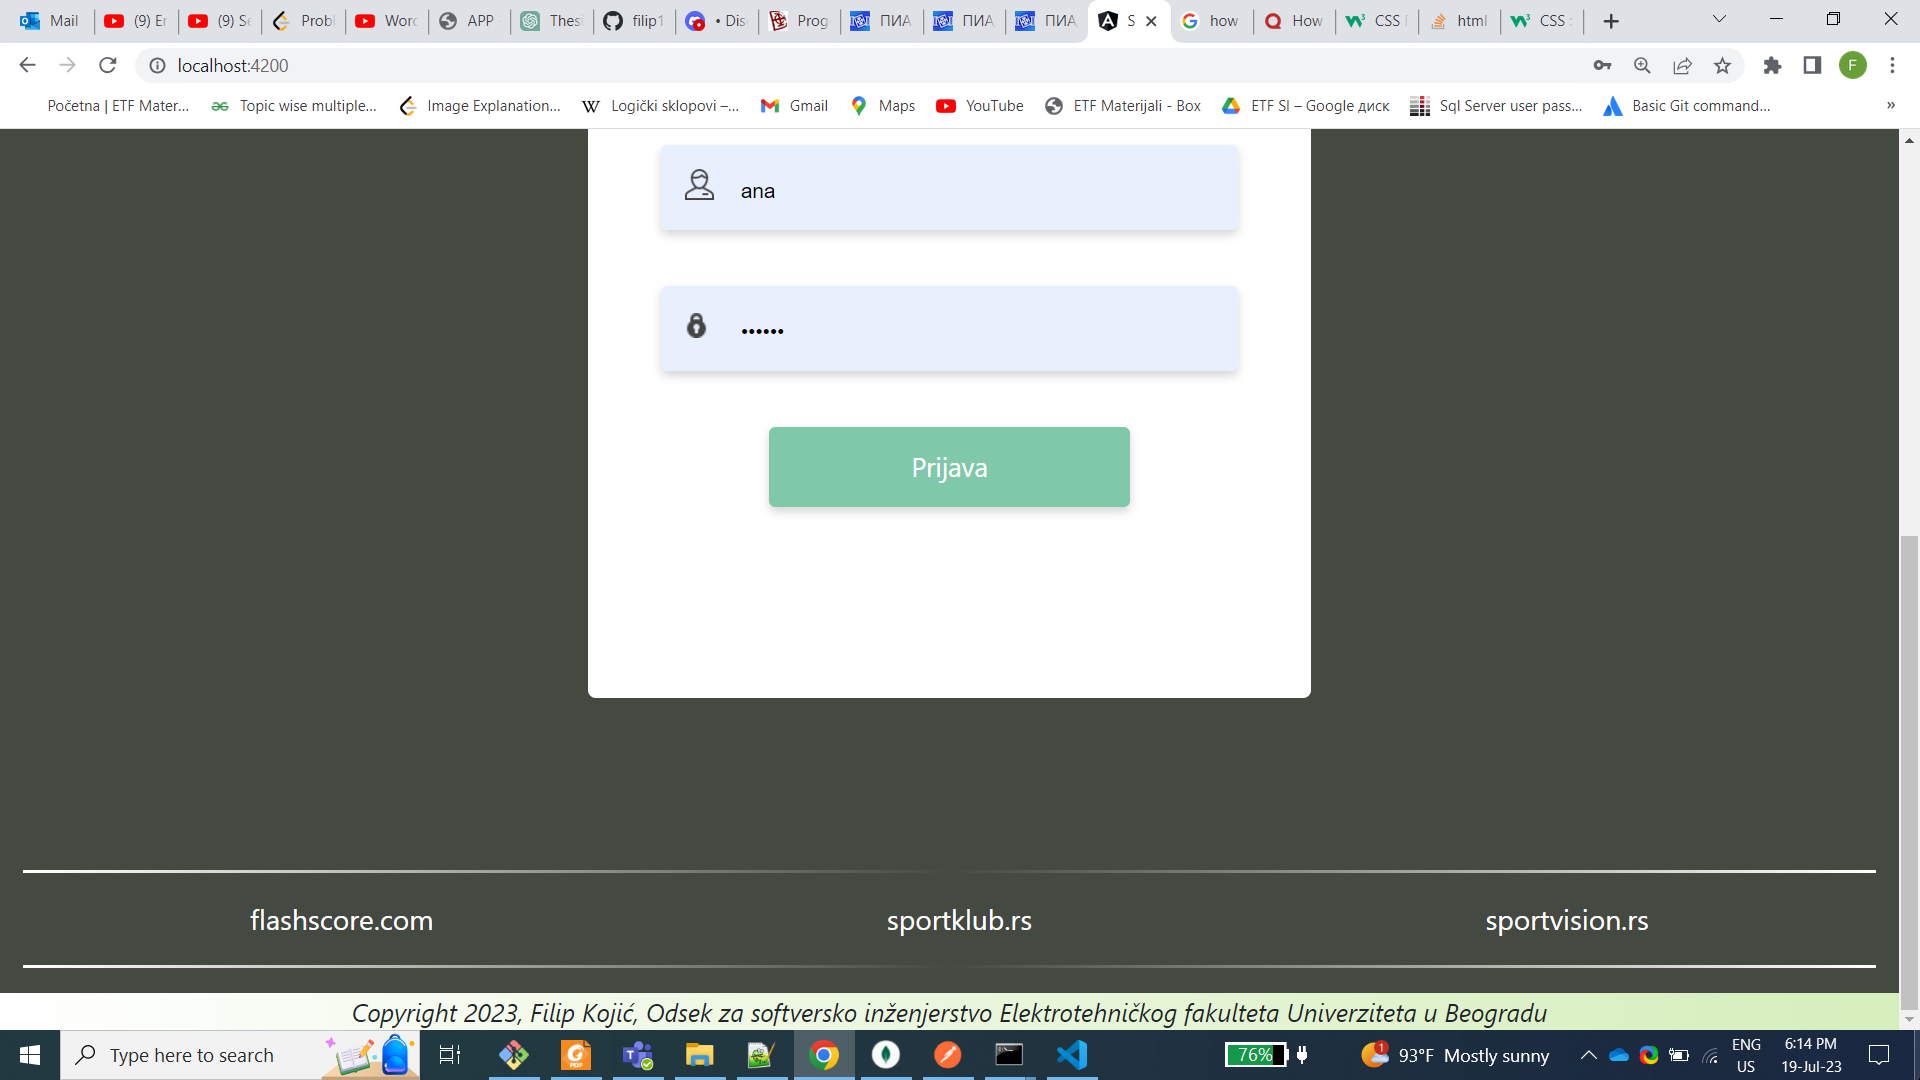 Mail
(9) Er
(9) Se
Probl
Word
APP
Thesi
filip1
• Dis
Prog
ПИА
ПИА
ПИА
S
how
How
CSS
html
CSS
localhost:4200
F
Početna | ETF Mater...
Topic wise multiple...
Image Explanation...
Logički sklopovi –...
Gmail
Maps
YouTube
ETF Materijali - Box
ETF SI – Google диск
Sql Server user pass...
Basic Git command...
»
ana
••••••
Prijava
flashscore.com
sportklub.rs
sportvision.rs
Copyright 2023, Filip Kojić, Odsek za softversko inženjerstvo Elektrotehničkog fakulteta Univerziteta u Beogradu
Type here to search
76%
1
93°F Mostly sunny
ENG
US
6:14 PM
19-Jul-23